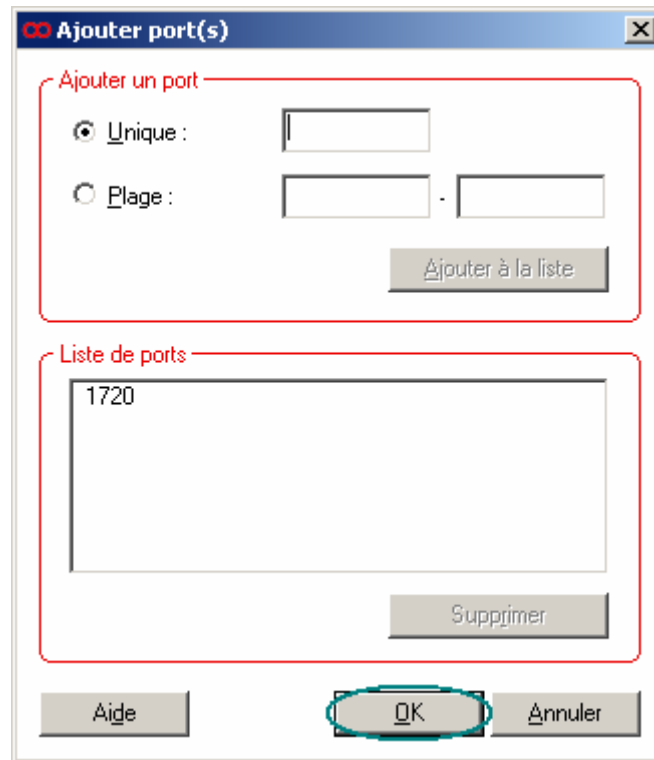 Ajouter port(s)
Ajouter un port
Unique :
Plage : -
Ajouter à la liste
Liste de ports
1720
Supprimer
Aide OK Annuler